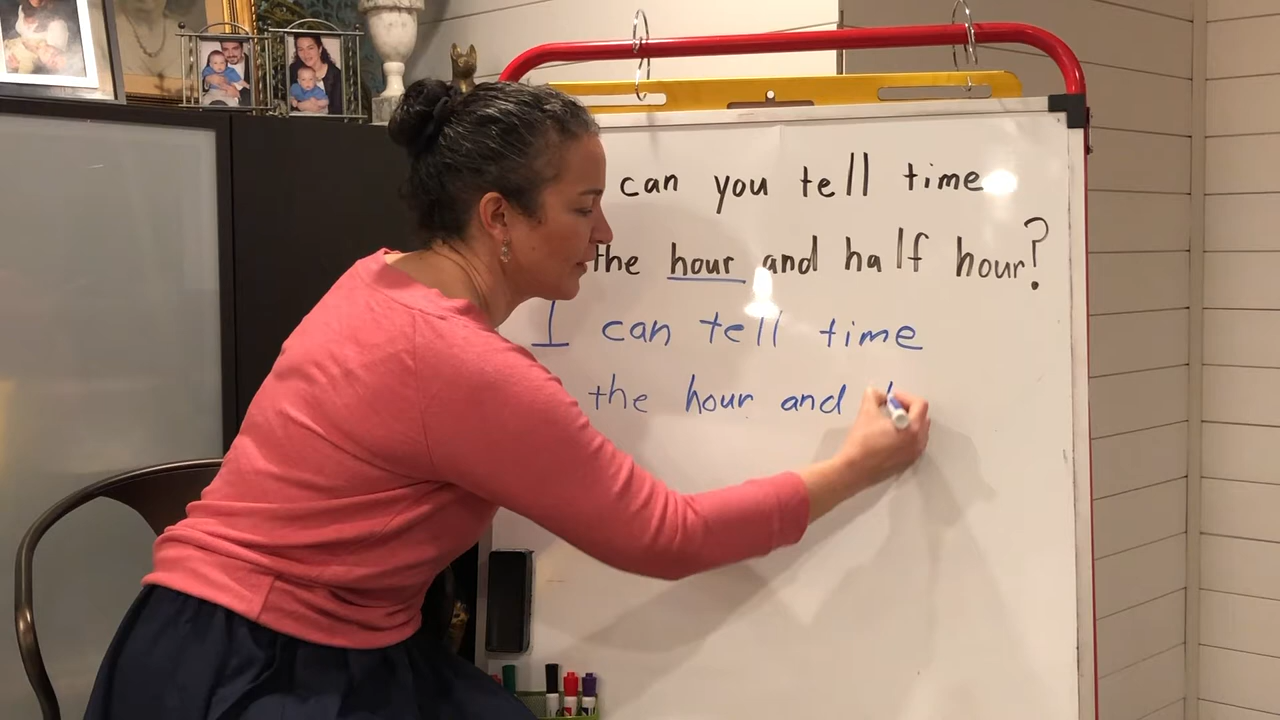 can you tell time
the hour and half hour?
I can tell time
the hour and